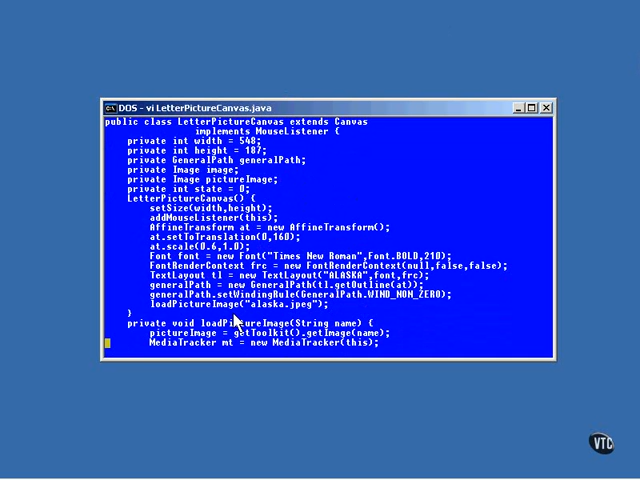 DOS - vi LetterPictureCanvas.java
public class LetterPictureCanvas extends Canvas
implements MouseListener {
private int width = 548;
private int height = 187;
private GeneralPath generalPath;
private Image image;
private Image pictureImage;
private int state = 0;
LetterPictureCanvas() {
setSize(width,height);
addMouseListener(this);
AffineTransform at = new AffineTransform();
at.setToTranslation(0,160);
at.scale(0.6,1.0);
Font font = new Font("Times New Roman",Font.BOLD,210);
FontRenderContext frc = new FontRenderContext(null,false,false);
TextLayout tl = new TextLayout("ALASKA",font,frc);
generalPath = new GeneralPath(tl.getOutline(at));
generalPath.setWindingRule(GeneralPath.WIND_NON_ZERO);
loadPictureImage("alaska.jpeg");
}
private void loadPictureImage(String name) {
pictureImage = getToolkit().getImage(name);
MediaTracker mt = new MediaTracker(this);
VTC